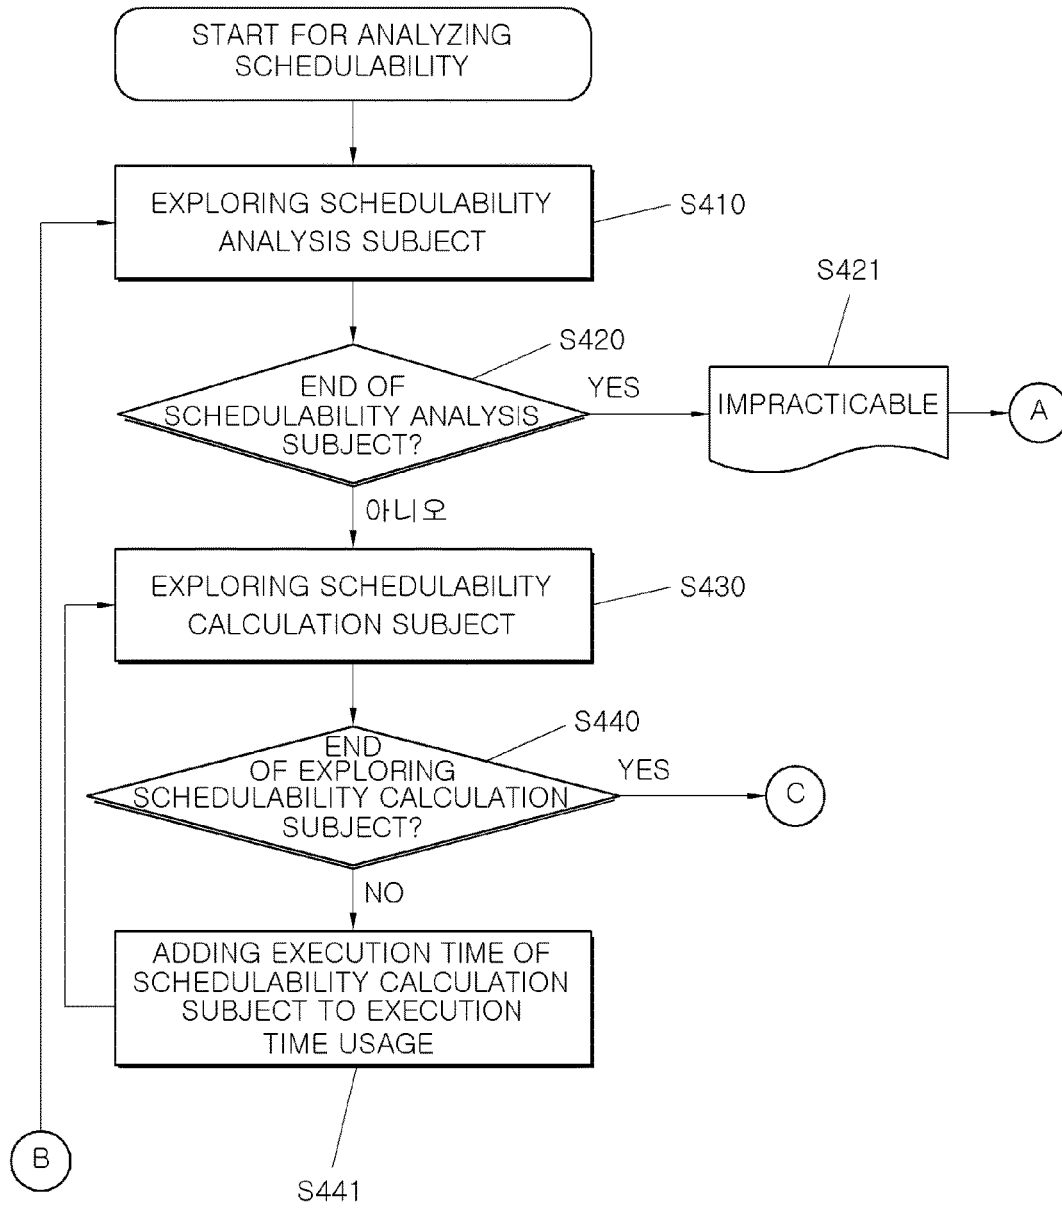 START FOR ANALYZING
SCHEDULABILITY
EXPLORING SCHEDULABILITY
ANALYSIS SUBJECT
S410
S421
S420
END OF
SCHEDULABILITY ANALYSIS
SUBJECT?
YES
IMPRACTICABLE
A
아니오
EXPLORING SCHEDULABILITY
CALCULATION SUBJECT
S430
S440
END
OF EXPLORING
SCHEDULABILITY CALCULATION
SUBJECT?
YES
C
NO
ADDING EXECUTION TIME OF
SCHEDULABILITY CALCULATION
SUBJECT TO EXECUTION
TIME USAGE
B
S441